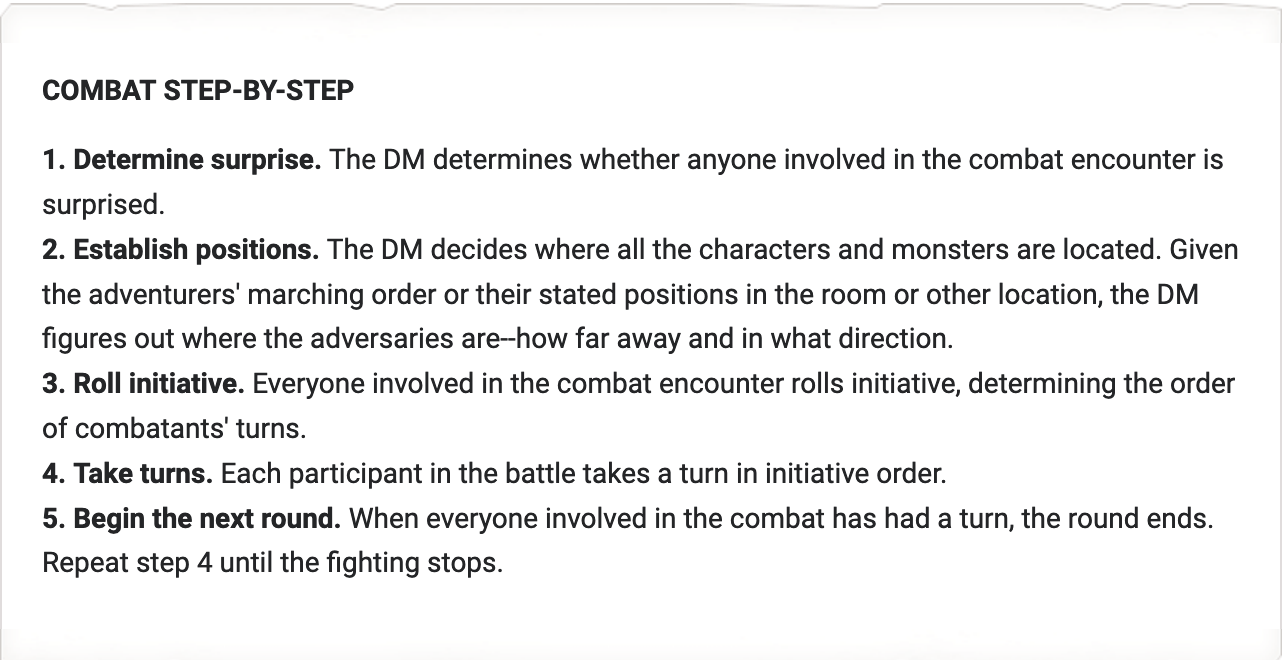 COMBAT STEP-BY-STEP
1. Determine surprise. The DM determines whether anyone involved in the combat encounter is
surprised.
2. Establish positions. The DM decides where all the characters and monsters are located. Given
the adventurers' marching order or their stated positions in the room or other location, the DM
figures out where the adversaries are--how far away and in what direction.
3. Roll initiative. Everyone involved in the combat encounter rolls initiative, determining the order
of combatants' turns.
4. Take turns. Each participant in the battle takes a turn in initiative order.
5. Begin the next round. When everyone involved in the combat has had a turn, the round ends.
Repeat step 4 until the fighting stops.